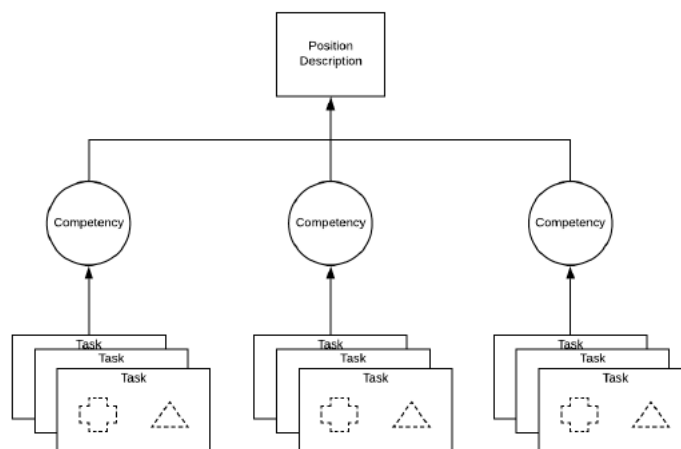 Position
Description
Competency
Competency
Competency
Task
Task
Task
Task
Task
Task
Task
Task
Task